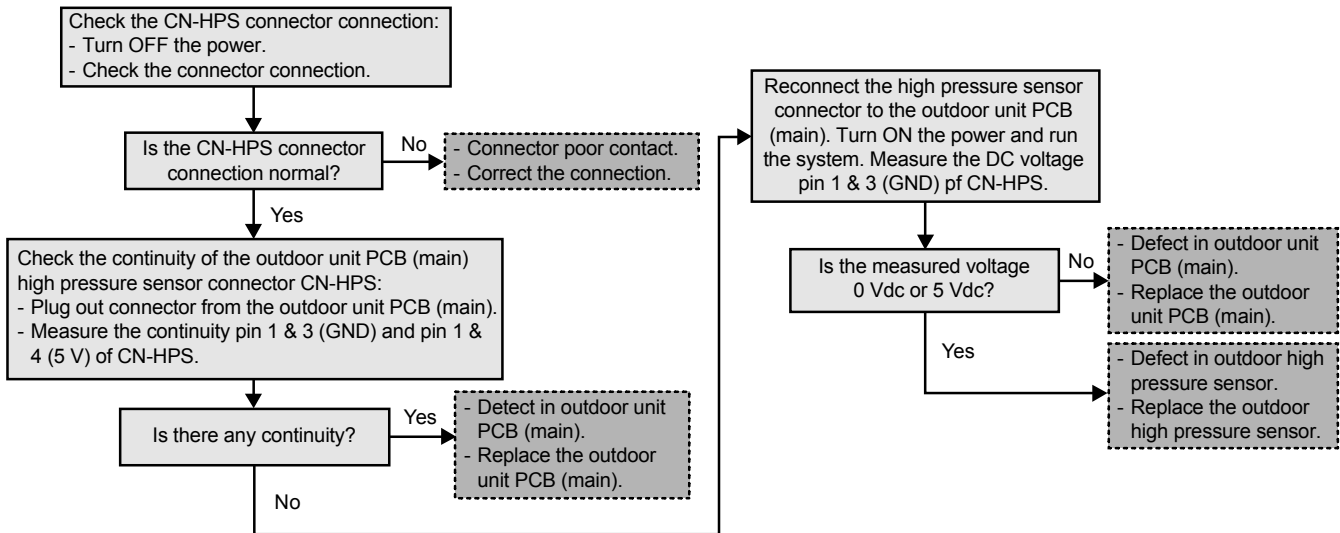 Check the CN-HPS connector connection:
- Turn OFF the power.
- Check the connector connection.
Is the CN-HPS connector
connection normal?
No
- Connector poor contact.
- Correct the connection.
Yes
Check the continuity of the outdoor unit PCB (main)
high pressure sensor connector CN-HPS:
- Plug out connector from the outdoor unit PCB (main).
- Measure the continuity pin 1 & 3 (GND) and pin 1 &
4 (5 V) of CN-HPS.
Is there any continuity?
Yes
- Detect in outdoor unit
PCB (main).
- Replace the outdoor
unit PCB (main).
No
Reconnect the high pressure sensor
connector to the outdoor unit PCB
(main). Turn ON the power and run
the system. Measure the DC voltage
pin 1 & 3 (GND) pf CN-HPS.
Is the measured voltage
0 Vdc or 5 Vdc?
No
- Defect in outdoor unit
PCB (main).
- Replace the outdoor
unit PCB (main).
Yes
- Defect in outdoor high
pressure sensor.
- Replace the outdoor
high pressure sensor.